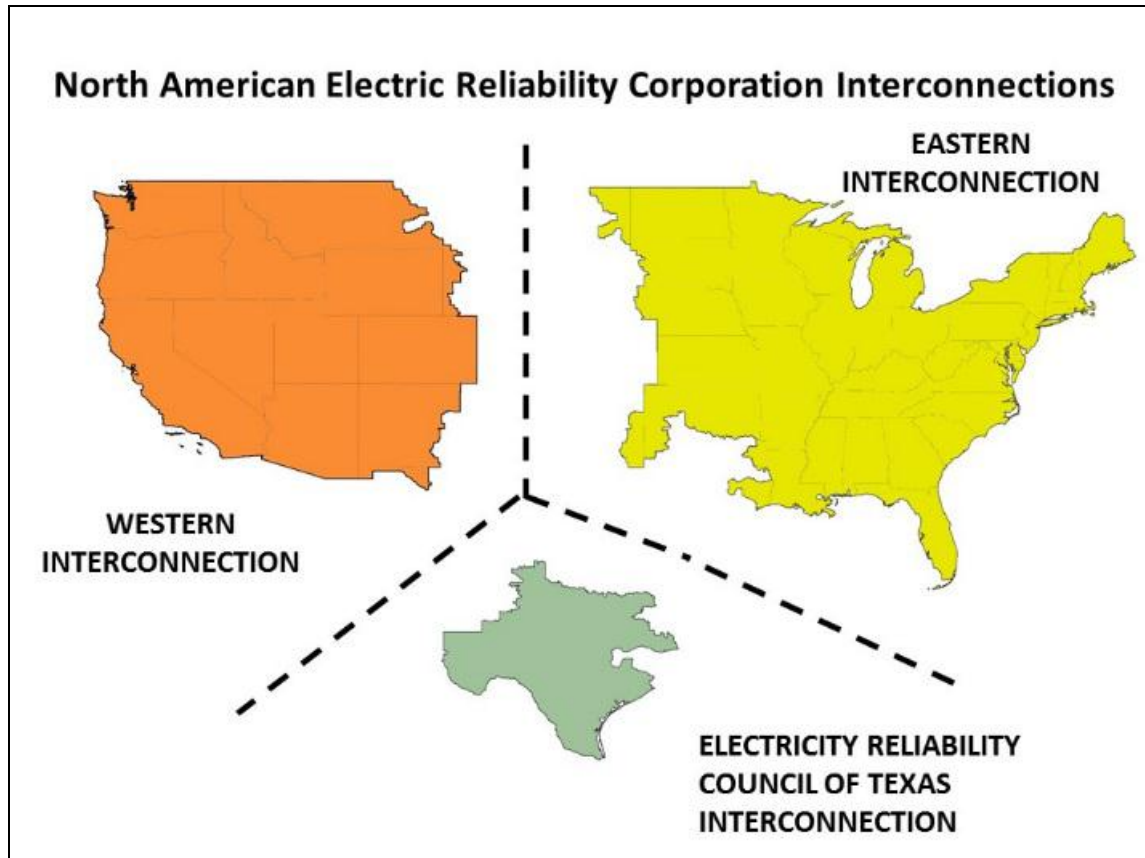 North American Electric Reliability Corporation Interconnections
EASTERN
INTERCONNECTION
WESTERN
INTERCONNECTION
ELECTRICITY RELIABILITY
COUNCIL OF TEXAS
INTERCONNECTION